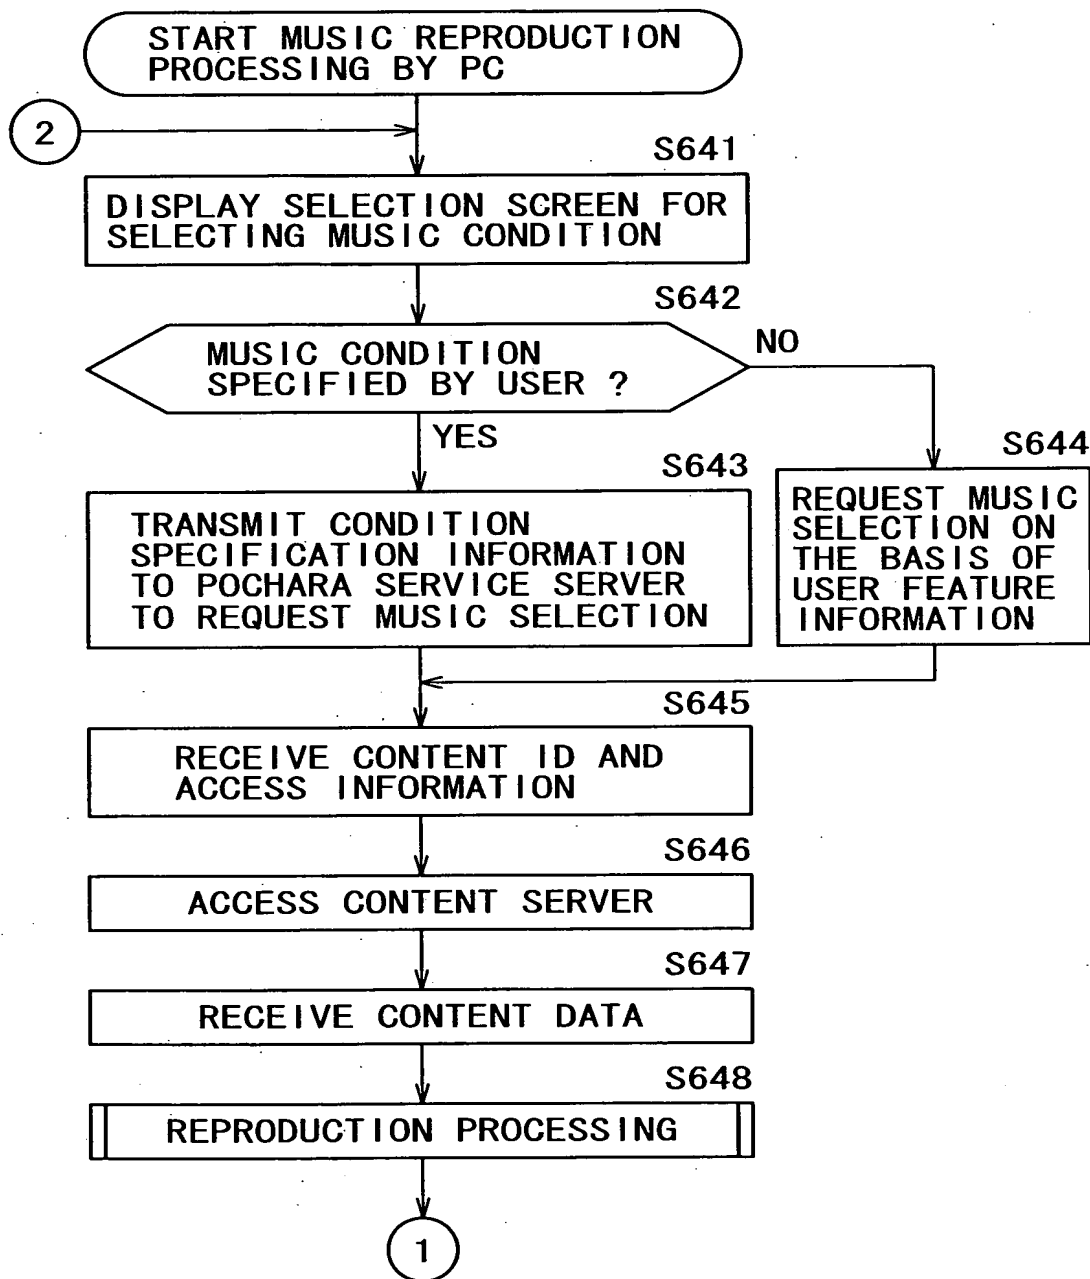 START MUSIC REPRODUCTION
PROCESSING BY PC
2
S641
DISPLAY SELECTION SCREEN FOR
SELECTING MUSIC CONDITION
S642
MUSIC CONDITION
SPECIFIED BY USER ?
NO
YES
S643
TRANSMIT CONDITION
SPECIFICATION INFORMATION
TO POCHARA SERVICE SERVER
TO REQUEST MUSIC SELECTION
S644
REQUEST MUSIC
SELECTION ON
THE BASIS OF
USER FEATURE
INFORMATION
S645
RECEIVE CONTENT ID AND
ACCESS INFORMATION
S646
ACCESS CONTENT SERVER
S647
RECEIVE CONTENT DATA
S648
REPRODUCTION PROCESSING
1